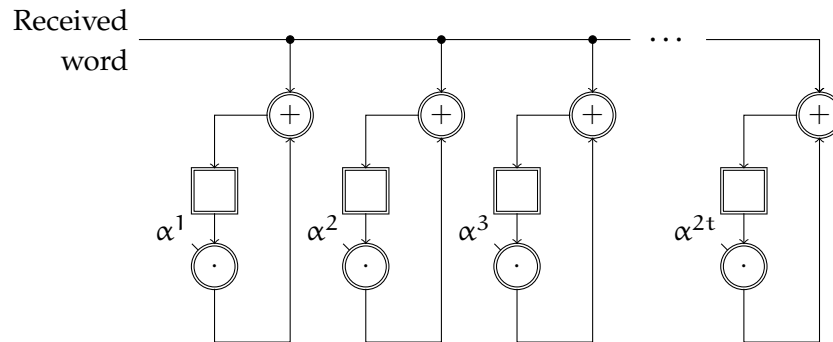 Received
word
...
+ + + +
α¹ α² α³ α²ᵗ
· · · ·